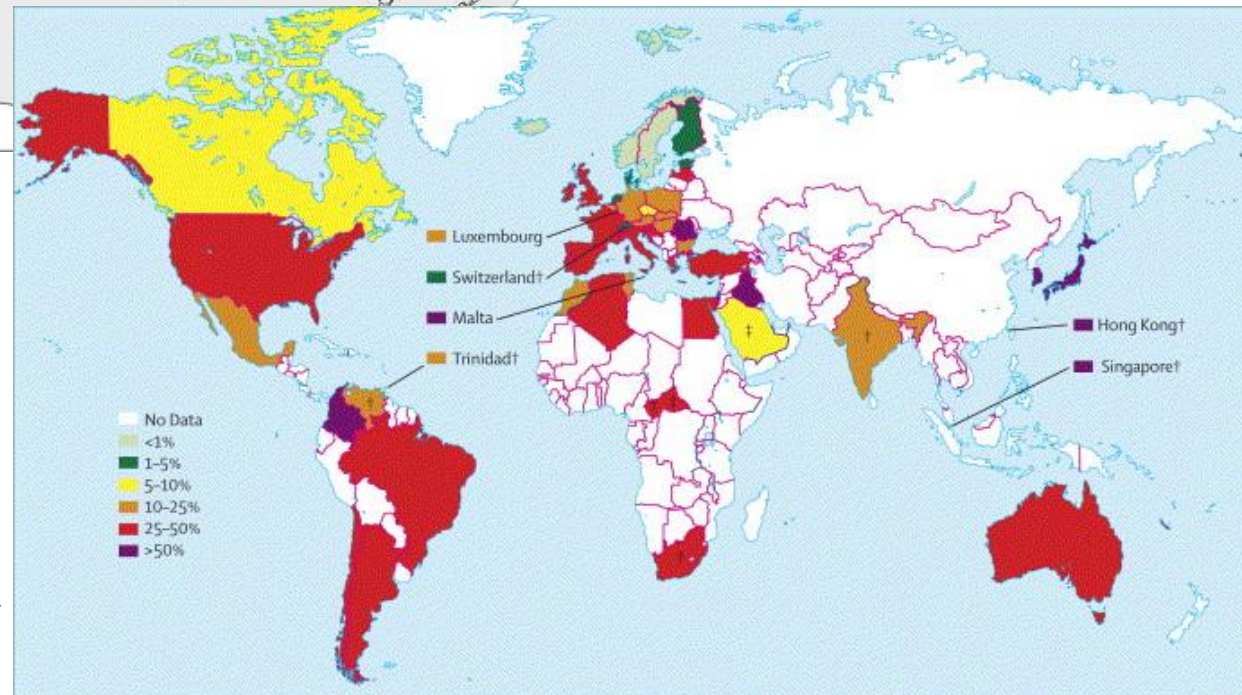 Luxembourg
Switzerland†
Malta
Trinidad†
Hong Kong†
Singapore†
No Data
<1%
1–5%
5–10%
10–25%
25–50%
>50%
‡
†
†